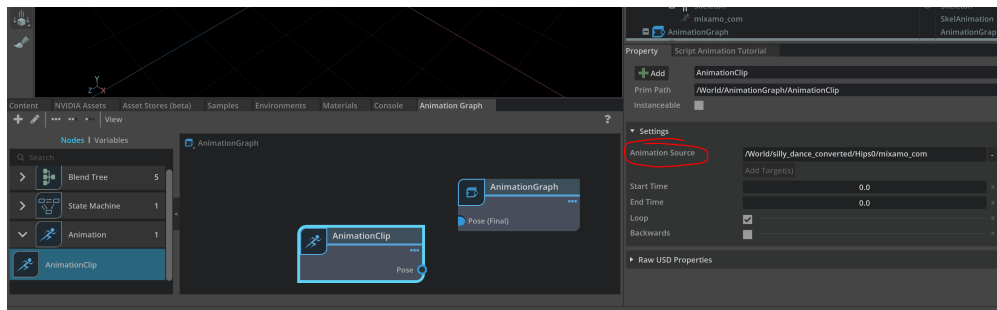 Skeleton
Skeleton
mixamo_com
SkelAnimation
AnimationGraph
AnimationGrap
Y
Z
X
Property
Script Animation Tutorial
Add
AnimationClip
Prim Path
/World/AnimationGraph/AnimationClip
Instanceable
Content
NVIDIA Assets
Asset Stores (beta)
Samples
Environments
Materials
Console
Animation Graph
View
?
Nodes | Variables
Search
Blend Tree 5
State Machine 1
Animation 1
AnimationClip
AnimationGraph
AnimationGraph
Pose (Final)
AnimationClip
Pose
Settings
Animation Source
/World/silly_dance_converted/Hips0/mixamo_com
Add Target(s)
Start Time 0.0
End Time 0.0
Loop
Backwards
Raw USD Properties